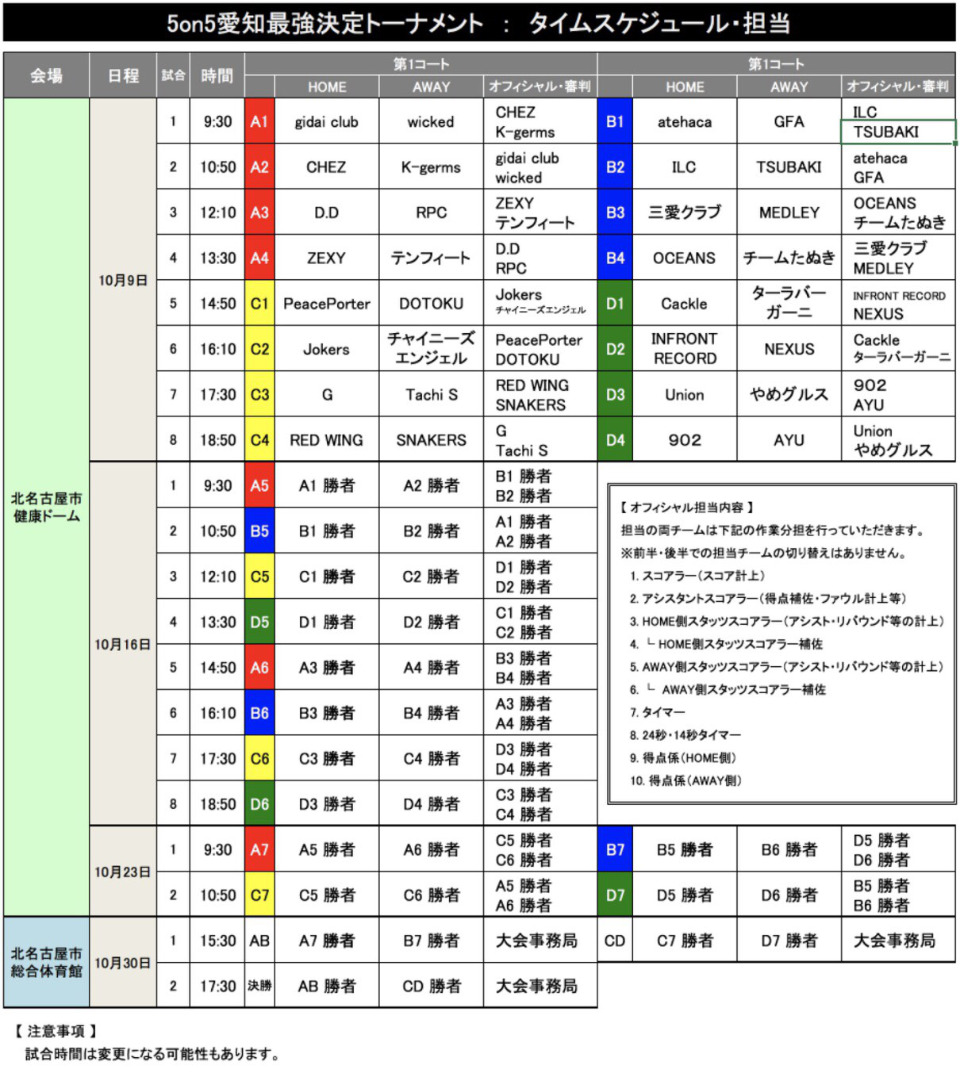 5on5愛知最強決定トーナメント ： タイムスケジュール・担当
会場 日程 試合 時間 第1コート 第1コート
HOME AWAY オフィシャル・審判 HOME AWAY オフィシャル・審判
北名古屋市
健康ドーム
10月9日
1 9:30 A1 gidai club wicked CHEZ K-germs B1 atehaca GFA ILC TSUBAKI
2 10:50 A2 CHEZ K-germs gidai club wicked B2 ILC TSUBAKI atehaca GFA
3 12:10 A3 D.D RPC ZEXY テンフィート B3 三愛クラブ MEDLEY OCEANS チームたぬき
4 13:30 A4 ZEXY テンフィート D.D RPC B4 OCEANS チームたぬき 三愛クラブ MEDLEY
5 14:50 C1 PeacePorter DOTOKU Jokers チャイニーズエンジェル D1 Cackle ターラバーガーニ INFRONT RECORD NEXUS
6 16:10 C2 Jokers チャイニーズエンジェル PeacePorter DOTOKU D2 INFRONT RECORD NEXUS Cackle ターラバーガーニ
7 17:30 C3 G Tachi S RED WING SNAKERS D3 Union やめグルス 902 AYU
8 18:50 C4 RED WING SNAKERS G Tachi S D4 902 AYU Union やめグルス
10月16日
1 9:30 A5 A1 勝者 A2 勝者 B1 勝者 B2 勝者
2 10:50 B5 B1 勝者 B2 勝者 A1 勝者 A2 勝者
3 12:10 C5 C1 勝者 C2 勝者 D1 勝者 D2 勝者
4 13:30 D5 D1 勝者 D2 勝者 C1 勝者 C2 勝者
5 14:50 A6 A3 勝者 A4 勝者 B3 勝者 B4 勝者
6 16:10 B6 B3 勝者 B4 勝者 A3 勝者 A4 勝者
7 17:30 C6 C3 勝者 C4 勝者 D3 勝者 D4 勝者
8 18:50 D6 D3 勝者 D4 勝者 C3 勝者 C4 勝者
【 オフィシャル担当内容 】
担当の両チームは下記の作業分担を行っていただきます。
※前半・後半での担当チームの切り替えはありません。
1. スコアラー（スコア計上）
2. アシスタントスコアラー（得点補佐・ファウル計上等）
3. HOME側スタッツスコアラー（アシスト・リバウンド等の計上）
4. └ HOME側スタッツスコアラー補佐
5. AWAY側スタッツスコアラー（アシスト・リバウンド等の計上）
6. └ AWAY側スタッツスコアラー補佐
7. タイマー
8. 24秒・14秒タイマー
9. 得点係（HOME側）
10. 得点係（AWAY側）
10月23日
1 9:30 A7 A5 勝者 A6 勝者 C5 勝者 C6 勝者 B7 B5 勝者 B6 勝者 D5 勝者 D6 勝者
2 10:50 C7 C5 勝者 C6 勝者 A5 勝者 A6 勝者 D7 D5 勝者 D6 勝者 B5 勝者 B6 勝者
北名古屋市
総合体育館
10月30日
1 15:30 AB A7 勝者 B7 勝者 大会事務局 CD C7 勝者 D7 勝者 大会事務局
2 17:30 決勝 AB 勝者 CD 勝者 大会事務局
【 注意事項 】
試合時間は変更になる可能性もあります。